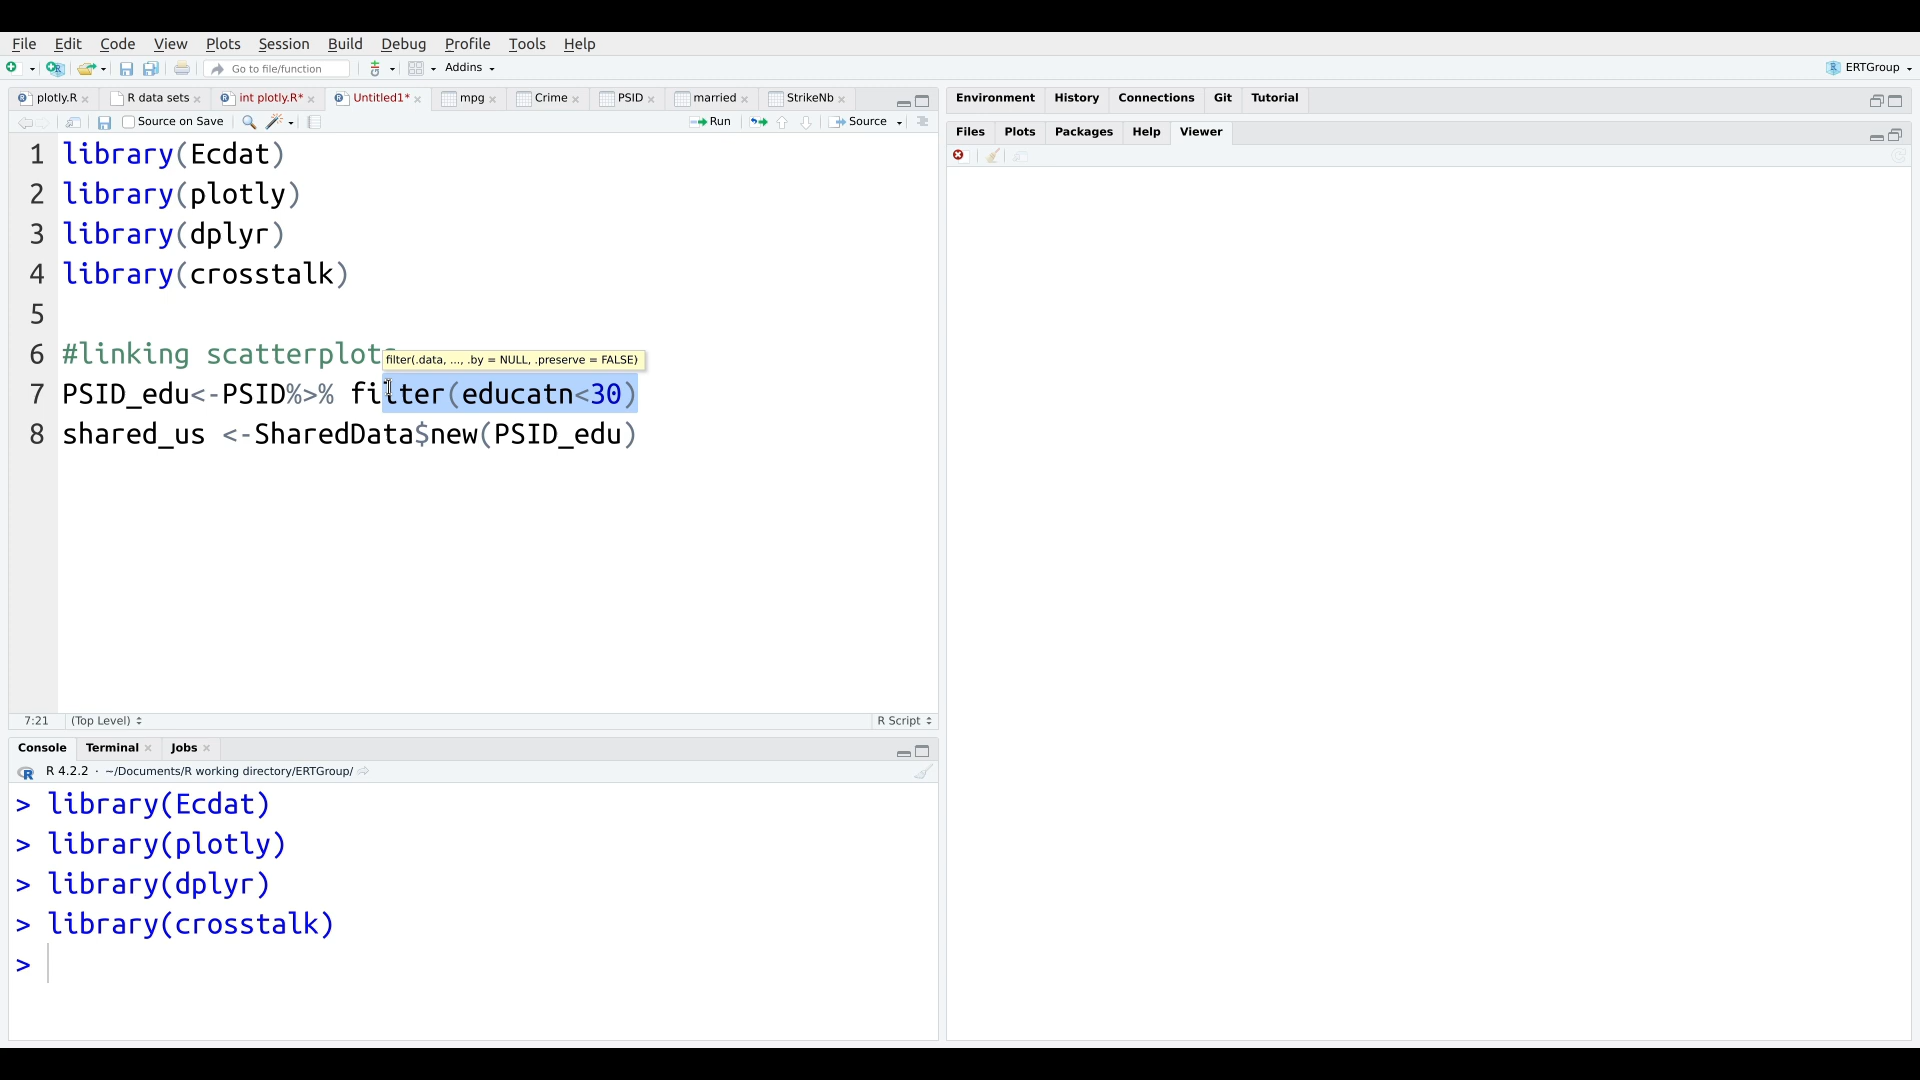 File Edit Code View Plots Session Build Debug Profile Tools Help
Go to file/function Addins ERTGroup
plotly.R R data sets int plotly.R* Untitled1* mpg Crime PSID married StrikeNb
Source on Save Run Source
1 library(Ecdat)
2 library(plotly)
3 library(dplyr)
4 library(crosstalk)
5
6 #linking scatterplots
filter(.data, ..., .by = NULL, .preserve = FALSE)
7 PSID_edu<-PSID%>% filter(educatn<30)
8 shared_us <-SharedData$new(PSID_edu)
7:21 (Top Level) R Script
Console Terminal Jobs
R 4.2.2 · ~/Documents/R working directory/ERTGroup/
> library(Ecdat)
> library(plotly)
> library(dplyr)
> library(crosstalk)
>
Environment History Connections Git Tutorial
Files Plots Packages Help Viewer